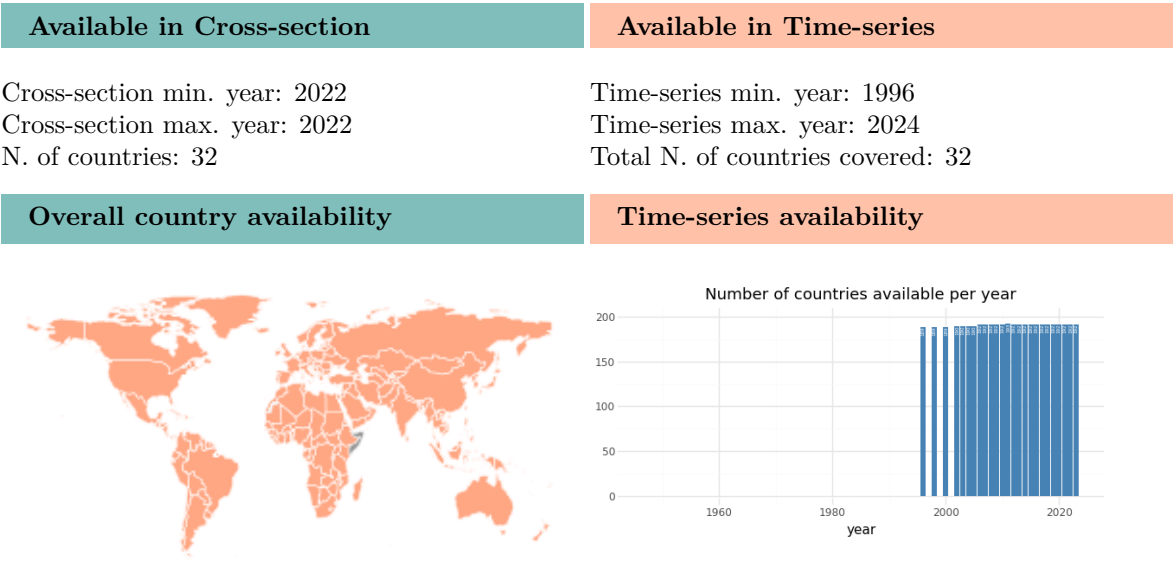 Available in Cross-section
Available in Time-series
Cross-section min. year: 2022
Cross-section max. year: 2022
N. of countries: 32
Time-series min. year: 1996
Time-series max. year: 2024
Total N. of countries covered: 32
Overall country availability
Time-series availability
Number of countries available per year
200
150
100
50
0
1960
1980
2000
2020
year